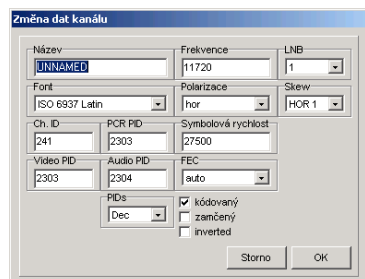 Změna dat kanálu
Název Frekvence LNB
UNNAMED 11720 1
Font Polarizace Skew
ISO 6937 Latin hor HOR 1
Ch. ID PCR PID Symbolová rychlost
241 2303 27500
Video PID Audio PID FEC
2303 2304 auto
PIDs kódovaný
Dec zamčený
inverted
Storno OK